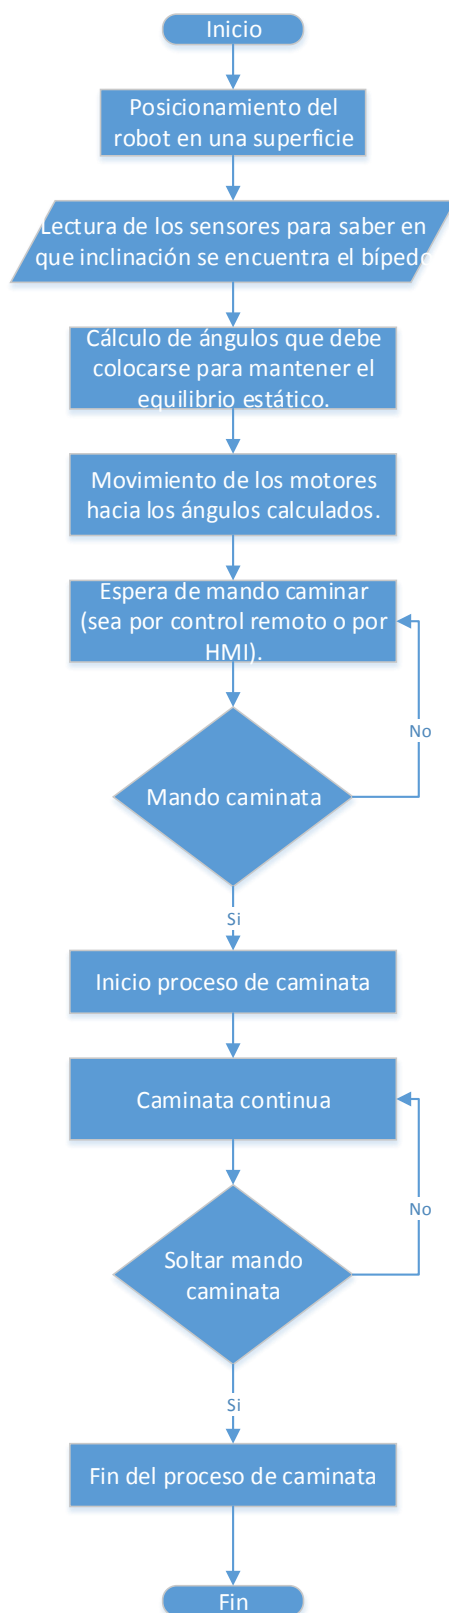 Inicio
Posicionamiento del
robot en una superficie
Lectura de los sensores para saber en
que inclinación se encuentra el bípedo
Cálculo de ángulos que debe
colocarse para mantener el
equilibrio estático.
Movimiento de los motores
hacia los ángulos calculados.
Espera de mando caminar
(sea por control remoto o por
HMI).
No
Mando caminata
Si
Inicio proceso de caminata
Caminata continua
No
Soltar mando
caminata
Si
Fin del proceso de caminata
Fin